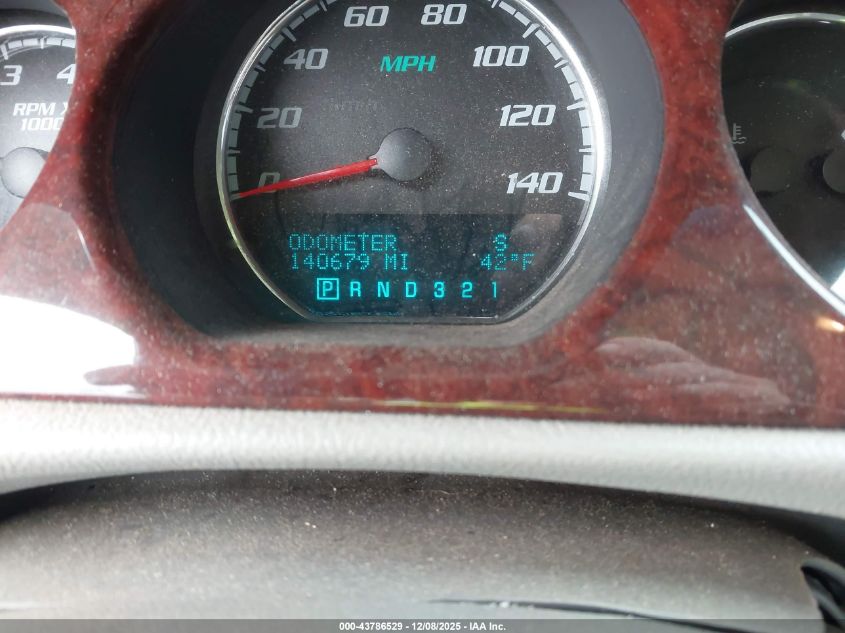 60 80
40 MPH 100
20 120
0 140
3 4
RPM X
1000
ODOMETER S
140679 MI 42°F
P R N D 3 2 1
000-43786529 - 12/08/2025 - IAA Inc.